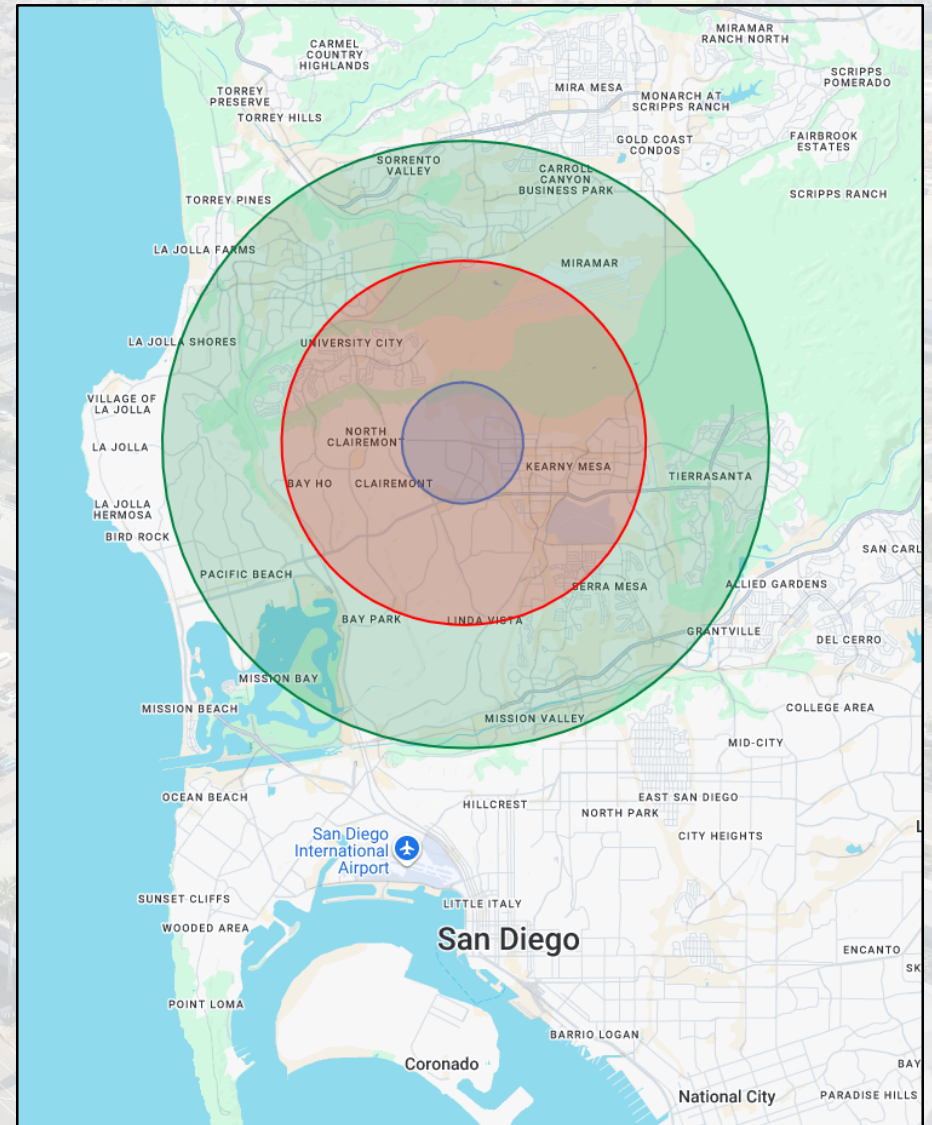 MIRAMAR
RANCH NORTH
CARMEL
COUNTRY
HIGHLANDS
SCRIPPS
POMERADO
TORREY
PRESERVE
MIRA MESA
MONARCH AT
SCRIPPS RANCH
TORREY HILLS
GOLD COAST
CONDOS
FAIRBROOK
ESTATES
SORRENTO
VALLEY
CARROLL
CANYON
BUSINESS PARK
TORREY PINES
SCRIPPS RANCH
LA JOLLA FARMS
MIRAMAR
LA JOLLA SHORES
UNIVERSITY CITY
VILLAGE OF
LA JOLLA
NORTH
CLAIREMONT
LA JOLLA
KEARNY MESA
TIERRASANTA
BAY HO
CLAIREMONT
LA JOLLA
HERMOSA
BIRD ROCK
SAN CARL
PACIFIC BEACH
SERRA MESA
ALLIED GARDENS
BAY PARK
LINDA VISTA
GRANTVILLE
DEL CERRO
MISSION BAY
MISSION BEACH
MISSION VALLEY
COLLEGE AREA
MID-CITY
OCEAN BEACH
HILLCREST
EAST SAN DIEGO
NORTH PARK
L
San Diego
International
Airport
CITY HEIGHTS
SUNSET CLIFFS
LITTLE ITALY
WOODED AREA
San Diego
ENCANTO
SK
POINT LOMA
BARRIO LOGAN
Coronado
BAY
National City
PARADISE HILLS